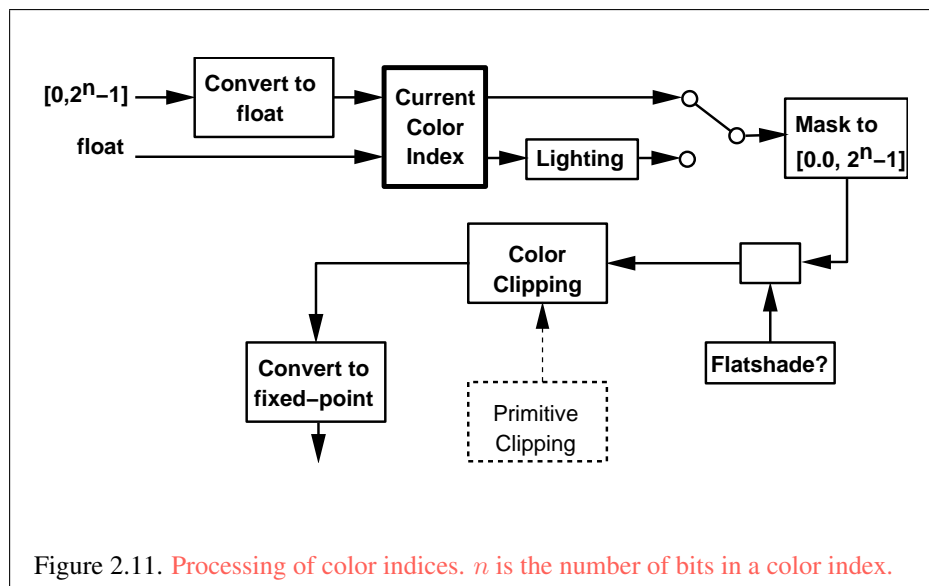 [0,2ⁿ–1]
Convert to
float
float
Current
Color
Index
Lighting
Mask to
[0.0, 2ⁿ–1]
Color
Clipping
Flatshade?
Convert to
fixed–point
Primitive
Clipping
Figure 2.11. Processing of color indices. n is the number of bits in a color index.